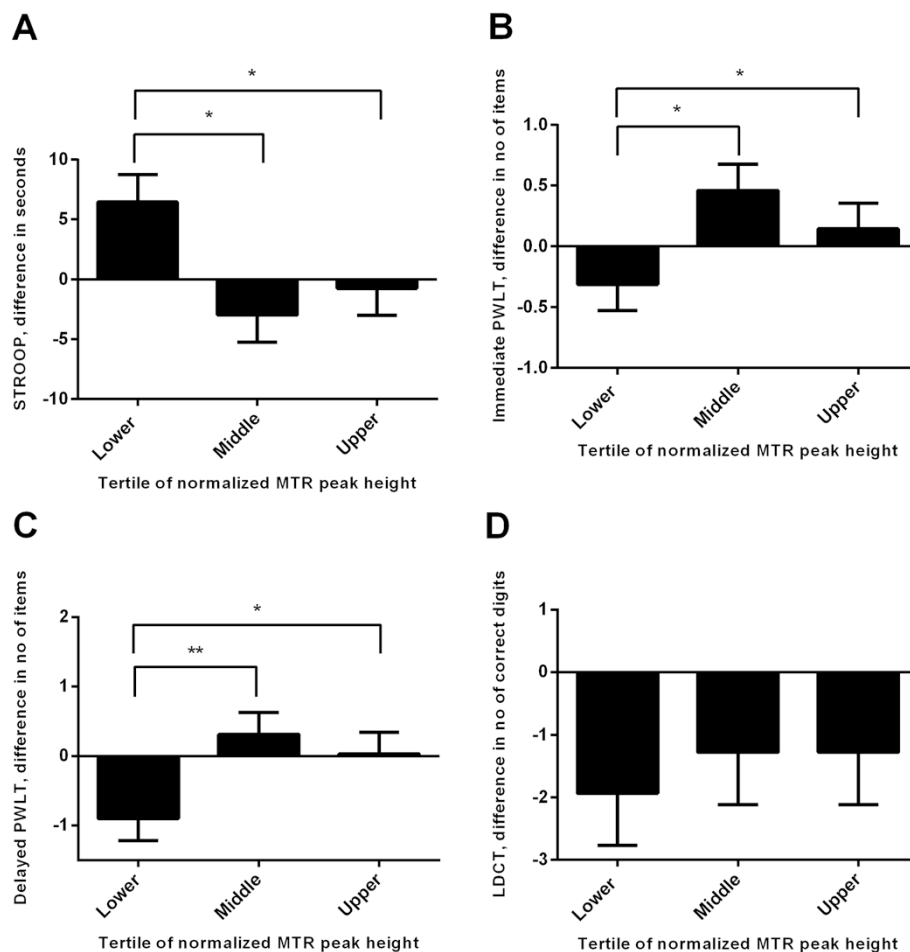 A
*
*
STROOP, difference in seconds
10
5
0
-5
-10
Lower
Middle
Upper
Tertile of normalized MTR peak height
B
*
*
Immediate PWLT, difference in no of items
1.0
0.5
0.0
-0.5
-1.0
Lower
Middle
Upper
Tertile of normalized MTR peak height
C
*
**
Delayed PWLT, difference in no of items
2
1
0
-1
Lower
Middle
Upper
Tertile of normalized MTR peak height
D
LDCT, difference in no of correct digits
1
0
-1
-2
-3
Lower
Middle
Upper
Tertile of normalized MTR peak height